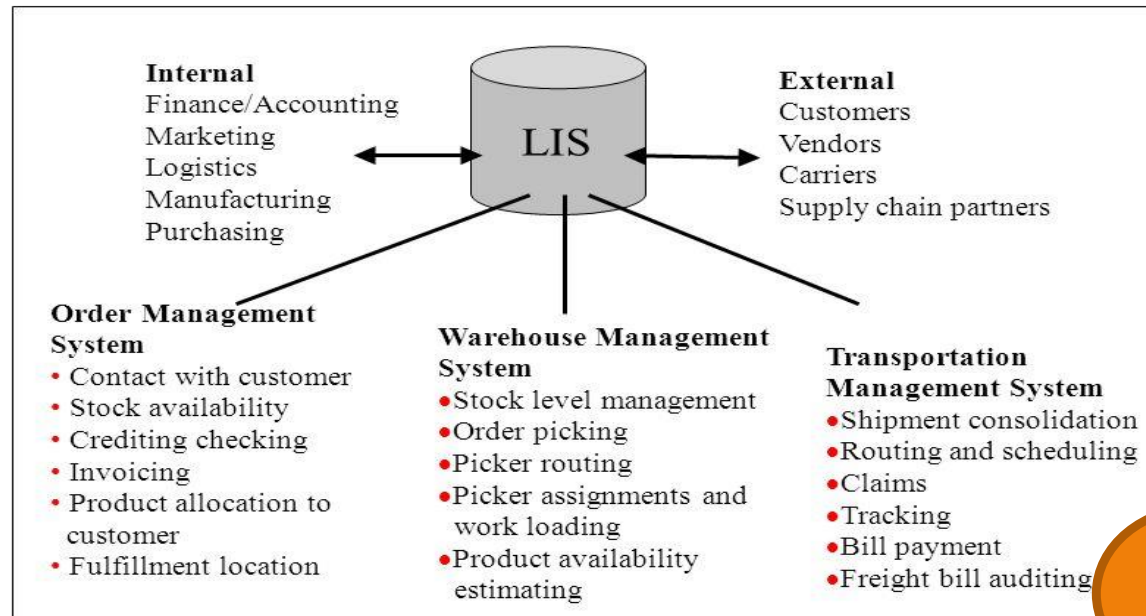 Internal
Finance/Accounting
Marketing
Logistics
Manufacturing
Purchasing
LIS
External
Customers
Vendors
Carriers
Supply chain partners
Order Management
System
• Contact with customer
• Stock availability
• Crediting checking
• Invoicing
• Product allocation to
customer
• Fulfillment location
Warehouse Management
System
•Stock level management
•Order picking
•Picker routing
•Picker assignments and
work loading
•Product availability
estimating
Transportation
Management System
•Shipment consolidation
•Routing and scheduling
•Claims
•Tracking
•Bill payment
•Freight bill auditing